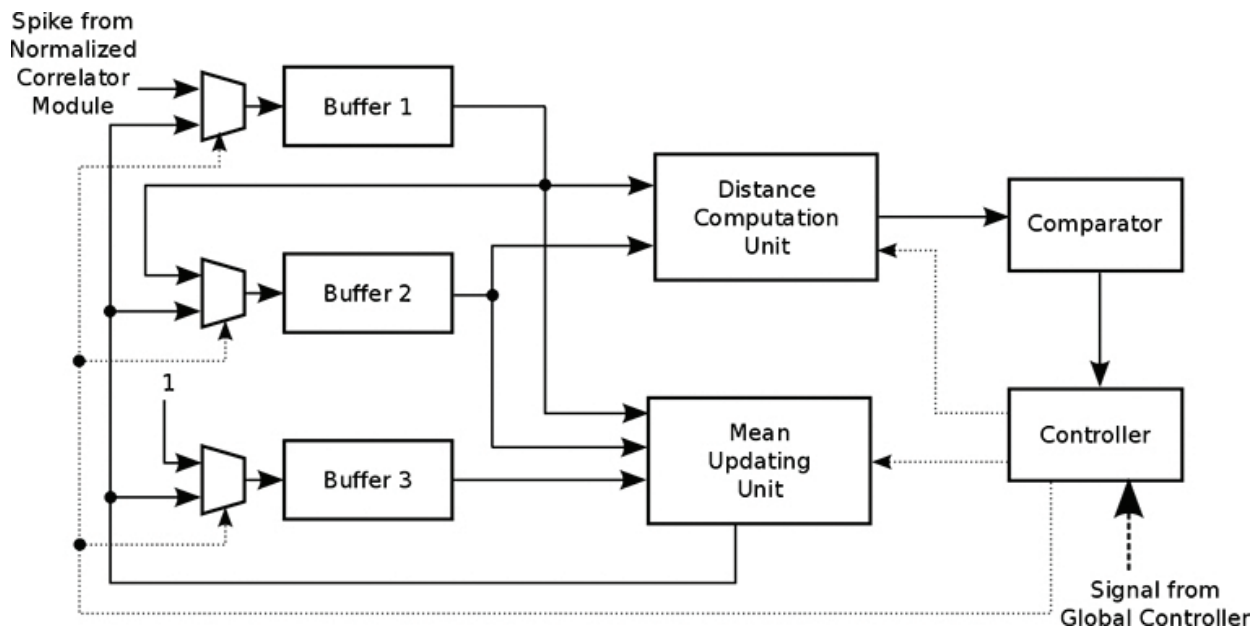 Spike from
Normalized
Correlator
Module
Buffer 1
Distance
Computation
Unit
Comparator
Buffer 2
1
Buffer 3
Mean
Updating
Unit
Controller
Signal from
Global Controller